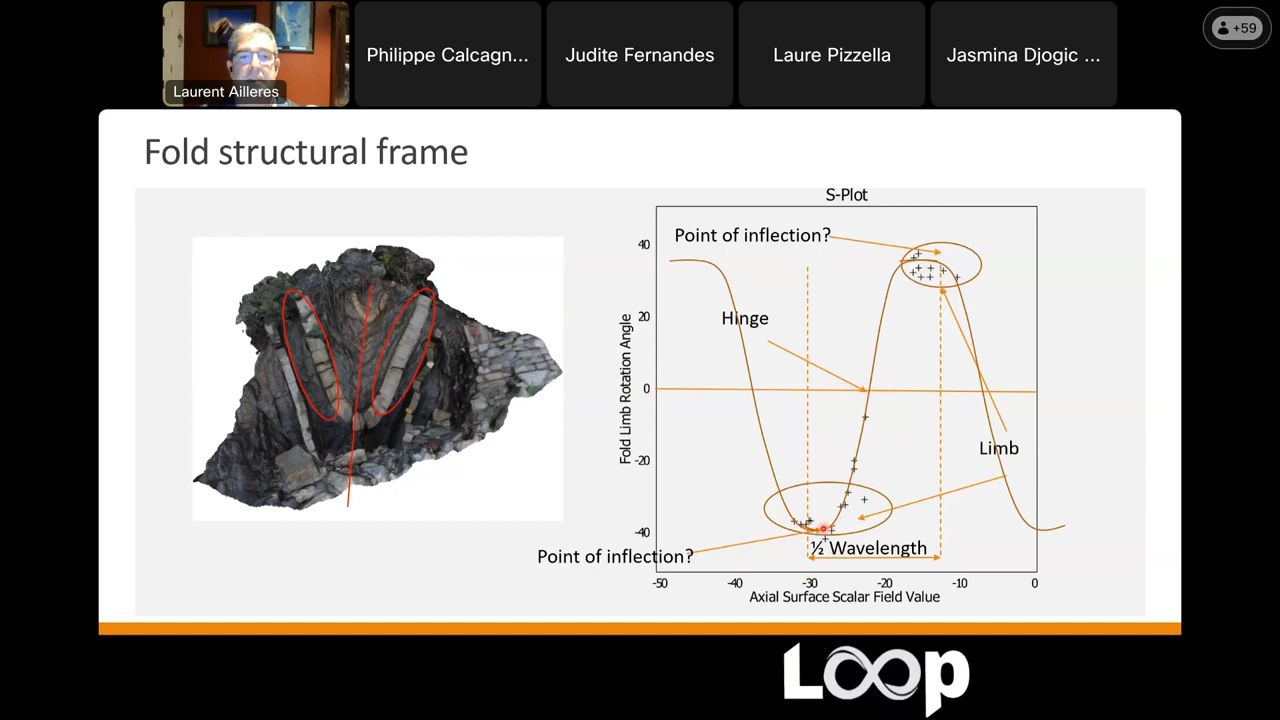 Laurent Ailleres
Philippe Calcagn...
Judite Fernandes
Laure Pizzella
Jasmina Djogic ...
+59
Fold structural frame
S-Plot
Point of inflection?
Hinge
Limb
Point of inflection?
½ Wavelength
Fold Limb Rotation Angle
40
20
0
-20
-40
-50
-40
-30
-20
-10
0
Axial Surface Scalar Field Value
Loop